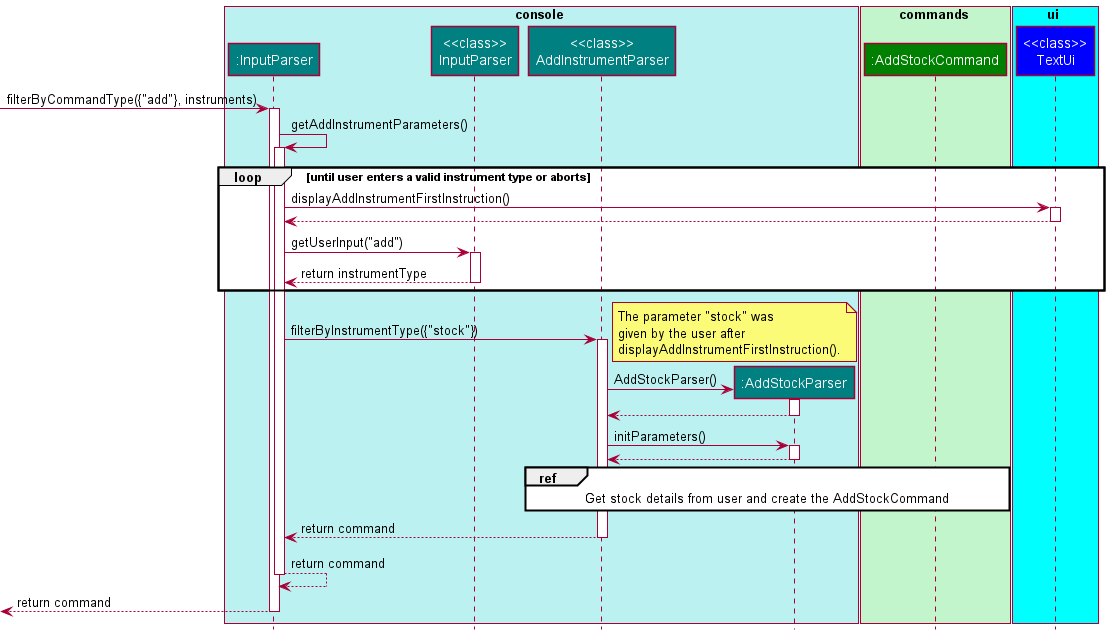 console
commands
ui
:InputParser
<<class>>
InputParser
<<class>>
AddInstrumentParser
:AddStockCommand
<<class>>
TextUi
filterByCommandType({"add"}, instruments)
getAddInstrumentParameters()
loop
[until user enters a valid instrument type or aborts]
displayAddInstrumentFirstInstruction()
getUserInput("add")
return instrumentType
filterByInstrumentType({"stock"})
The parameter "stock" was
given by the user after
displayAddInstrumentFirstInstruction().
AddStockParser()
:AddStockParser
initParameters()
ref
Get stock details from user and create the AddStockCommand
return command
return command
return command